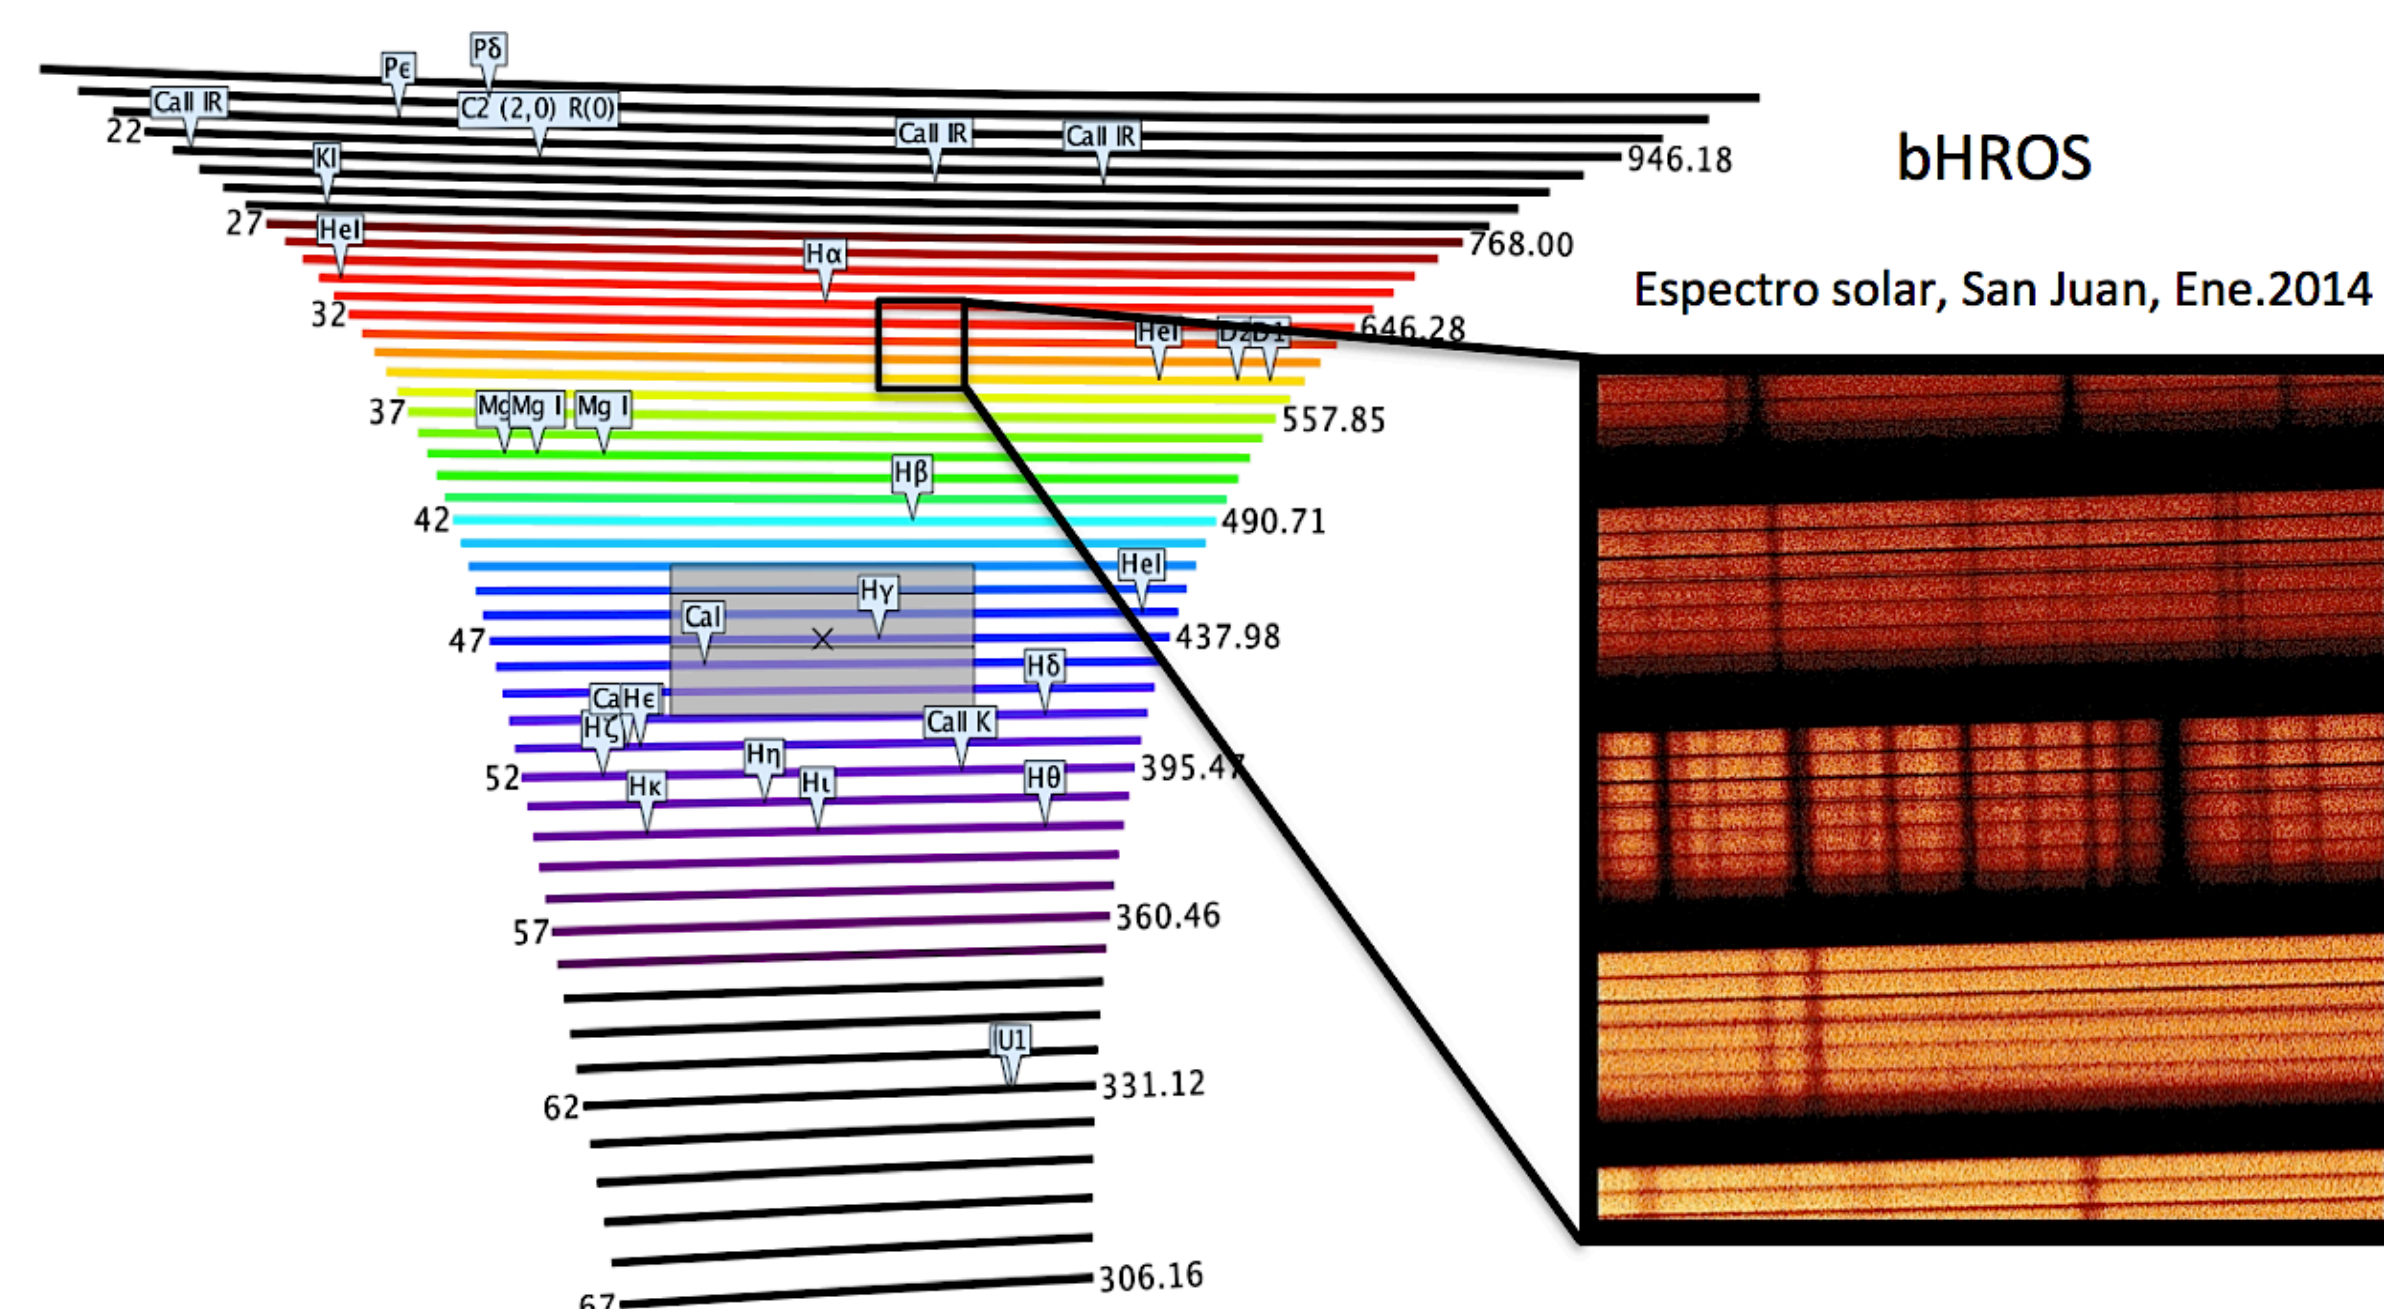 Pδ
Pϵ
CaII IR
C2 (2,0) R(0)
22
CaII IR
CaII IR
946.18
bHROS
KI
27
HeI
Hα
768.00
Espectro solar, San Juan, Ene.2014
32
HeI
D2
D1
646.28
37
Mg I
Mg I
557.85
Hβ
42
490.71
HeI
Hγ
CaI
47
437.98
Hδ
Ca
Hϵ
Hζ
CaII K
Hη
52
395.47
Hκ
Hι
Hθ
57
360.46
U1
62
331.12
306.16
67